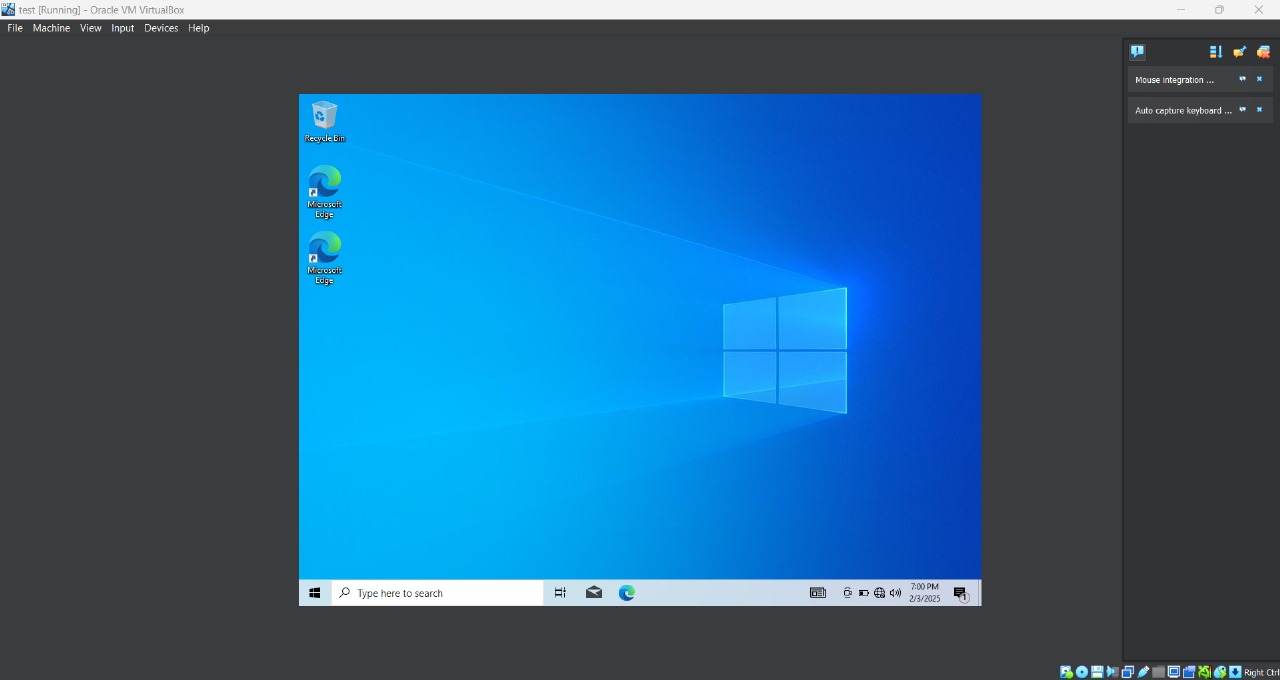 test [Running] - Oracle VM VirtualBox
File Machine View Input Devices Help
Mouse integration ...
Auto capture keyboard ...
Recycle Bin
Microsoft
Edge
Microsoft
Edge
Type here to search
7:00 PM
2/3/2025
1
Right Ctrl